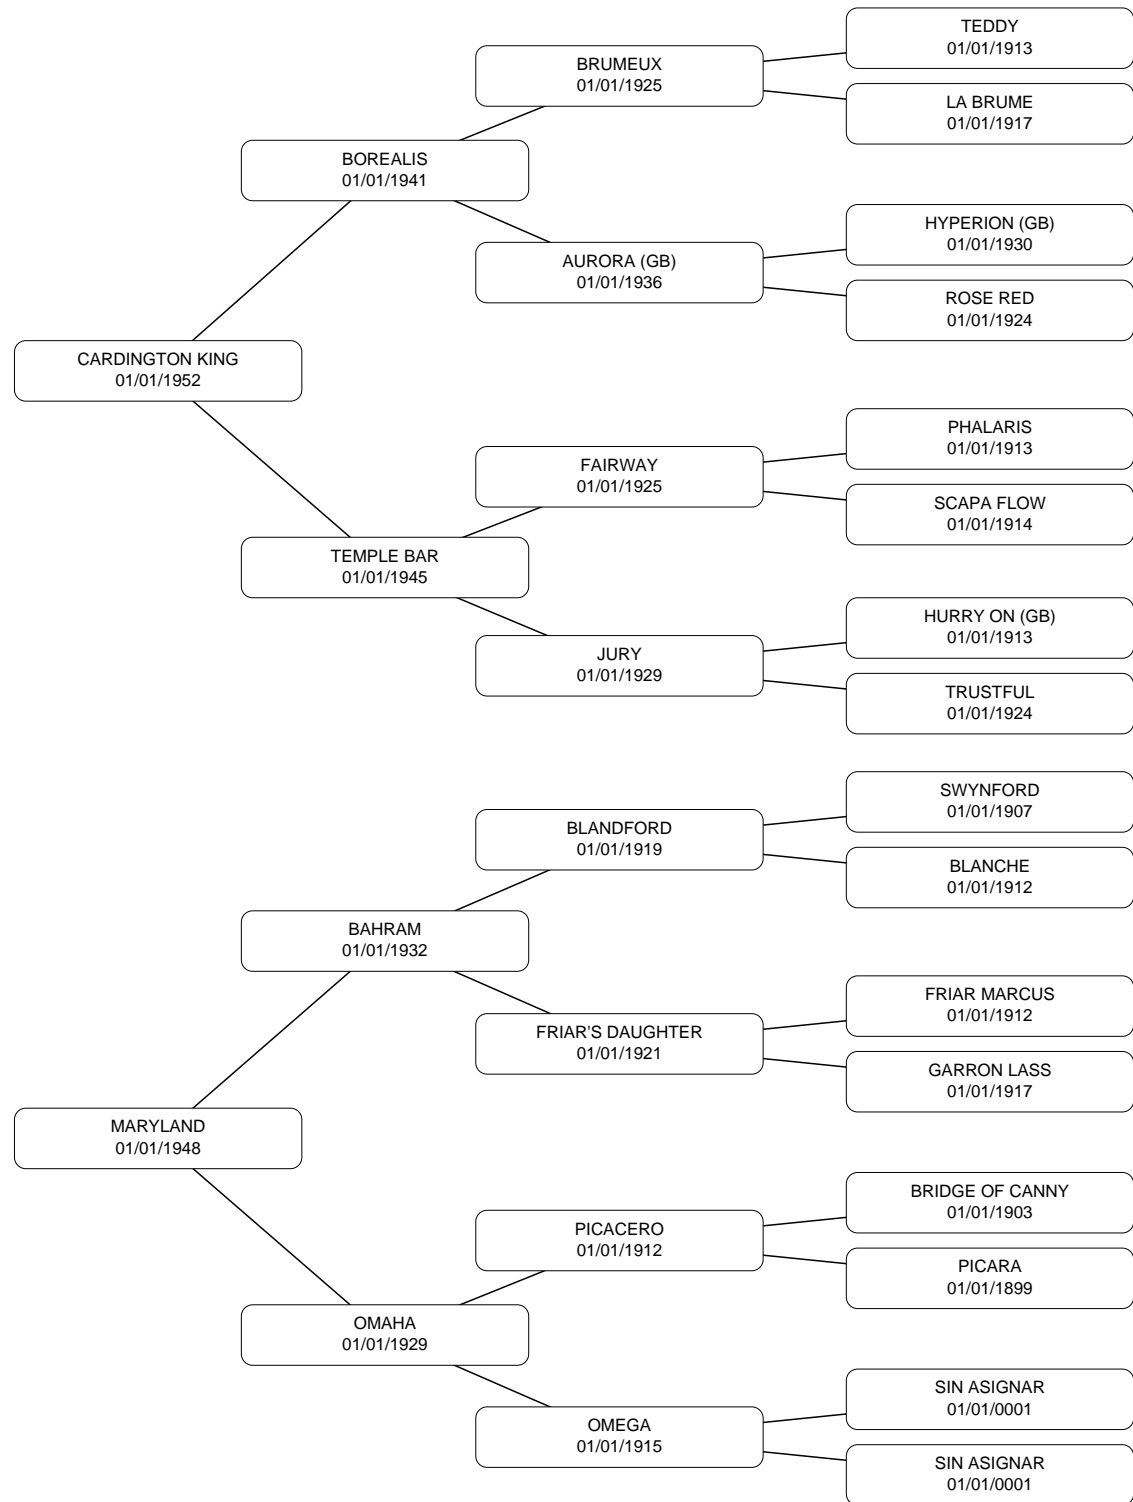 TEDDY
01/01/1913
BRUMEUX
01/01/1925
LA BRUME
01/01/1917
BOREALIS
01/01/1941
HYPERION (GB)
01/01/1930
AURORA (GB)
01/01/1936
ROSE RED
01/01/1924
CARDINGTON KING
01/01/1952
PHALARIS
01/01/1913
FAIRWAY
01/01/1925
SCAPA FLOW
01/01/1914
TEMPLE BAR
01/01/1945
HURRY ON (GB)
01/01/1913
JURY
01/01/1929
TRUSTFUL
01/01/1924
SWYNFORD
01/01/1907
BLANDFORD
01/01/1919
BLANCHE
01/01/1912
BAHRAM
01/01/1932
FRIAR MARCUS
01/01/1912
FRIAR'S DAUGHTER
01/01/1921
GARRON LASS
01/01/1917
MARYLAND
01/01/1948
BRIDGE OF CANNY
01/01/1903
PICACERO
01/01/1912
PICARA
01/01/1899
OMAHA
01/01/1929
SIN ASIGNAR
01/01/0001
OMEGA
01/01/1915
SIN ASIGNAR
01/01/0001